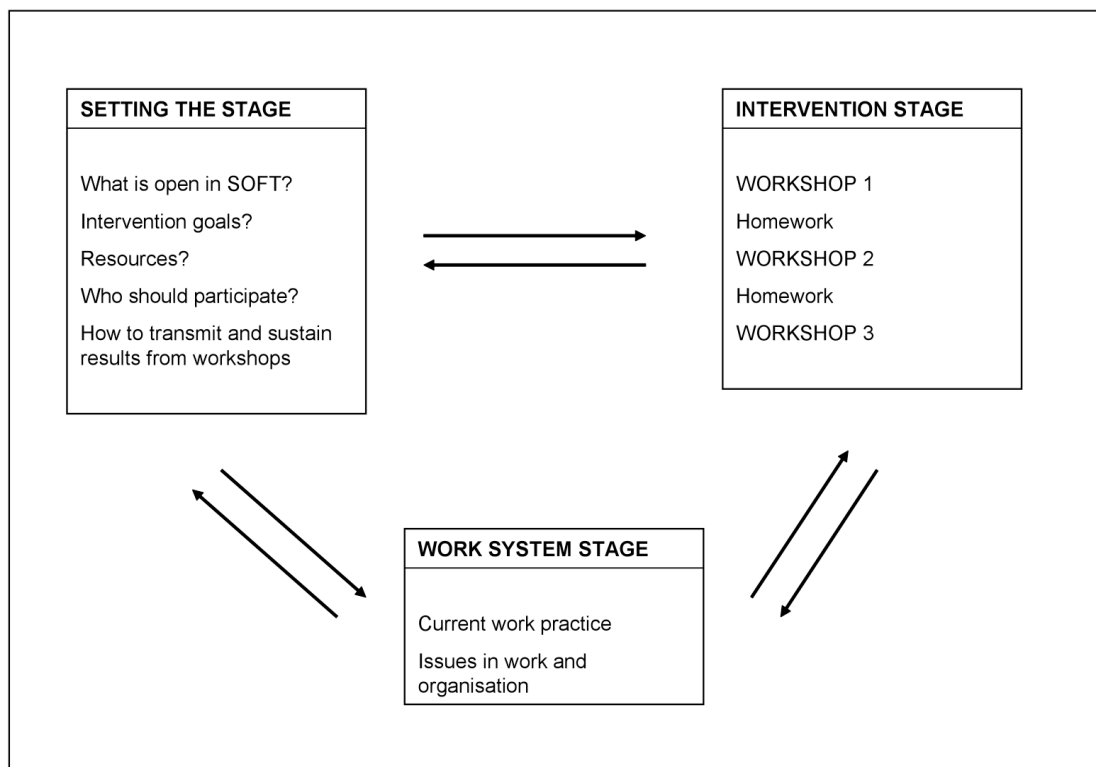 SETTING THE STAGE
What is open in SOFT?
Intervention goals?
Resources?
Who should participate?
How to transmit and sustain
results from workshops
INTERVENTION STAGE
WORKSHOP 1
Homework
WORKSHOP 2
Homework
WORKSHOP 3
WORK SYSTEM STAGE
Current work practice
Issues in work and
organisation